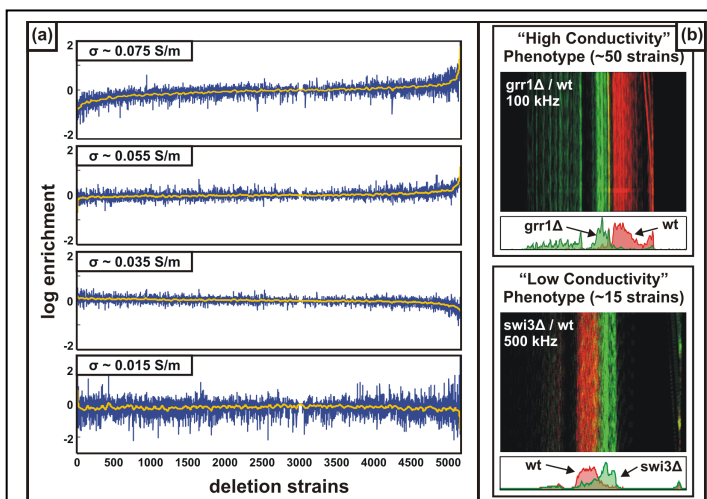 (a)
σ ~ 0.075 S/m
2
0
-2
σ ~ 0.055 S/m
2
0
-2
σ ~ 0.035 S/m
2
0
-2
σ ~ 0.015 S/m
2
0
-2
log enrichment
0 500 1000 1500 2000 2500 3000 3500 4000 4500 5000
deletion strains
(b)
“High Conductivity”
Phenotype (~50 strains)
grr1Δ / wt
100 kHz
grr1Δ
wt
“Low Conductivity”
Phenotype (~15 strains)
swi3Δ / wt
500 kHz
wt
swi3Δ